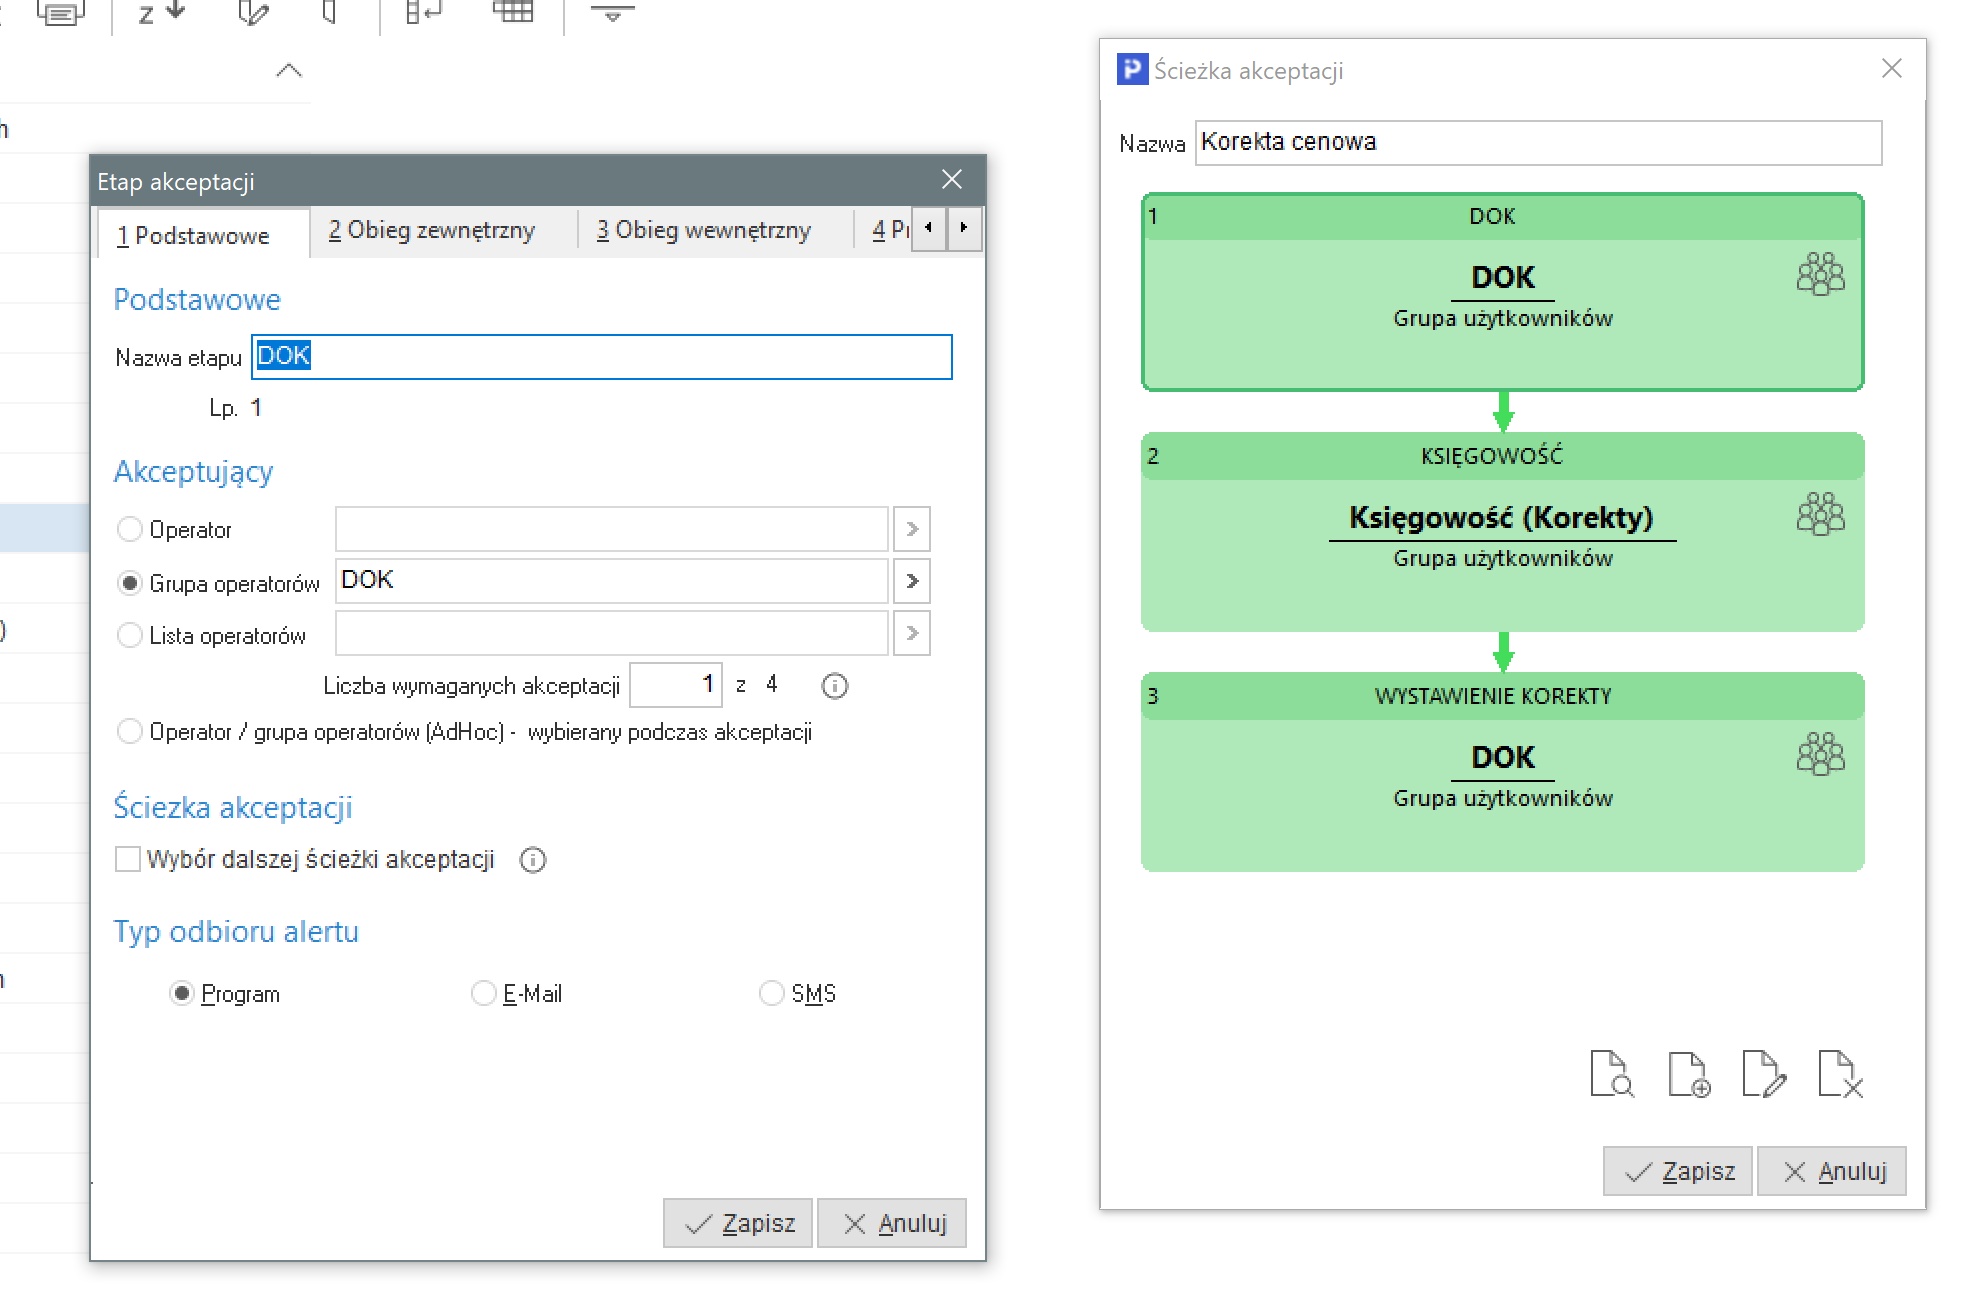 Etap akceptacji
1 Podstawowe
2 Obieg zewnętrzny
3 Obieg wewnętrzny
4
Podstawowe
Nazwa etapu DOK
Lp. 1
Akceptujący
Operator
Grupa operatorów DOK
Lista operatorów
Liczba wymaganych akceptacji 1 z 4
Operator / grupa operatorów (AdHoc) - wybierany podczas akceptacji
Ściezka akceptacji
Wybór dalszej ścieżki akceptacji
Typ odbioru alertu
Program
E-Mail
SMS
Zapisz
Anuluj
Ścieżka akceptacji
Nazwa Korekta cenowa
1 DOK
DOK
Grupa użytkowników
2 KSIĘGOWOŚĆ
Księgowość (Korekty)
Grupa użytkowników
3 WYSTAWIENIE KOREKTY
DOK
Grupa użytkowników
Zapisz
Anuluj